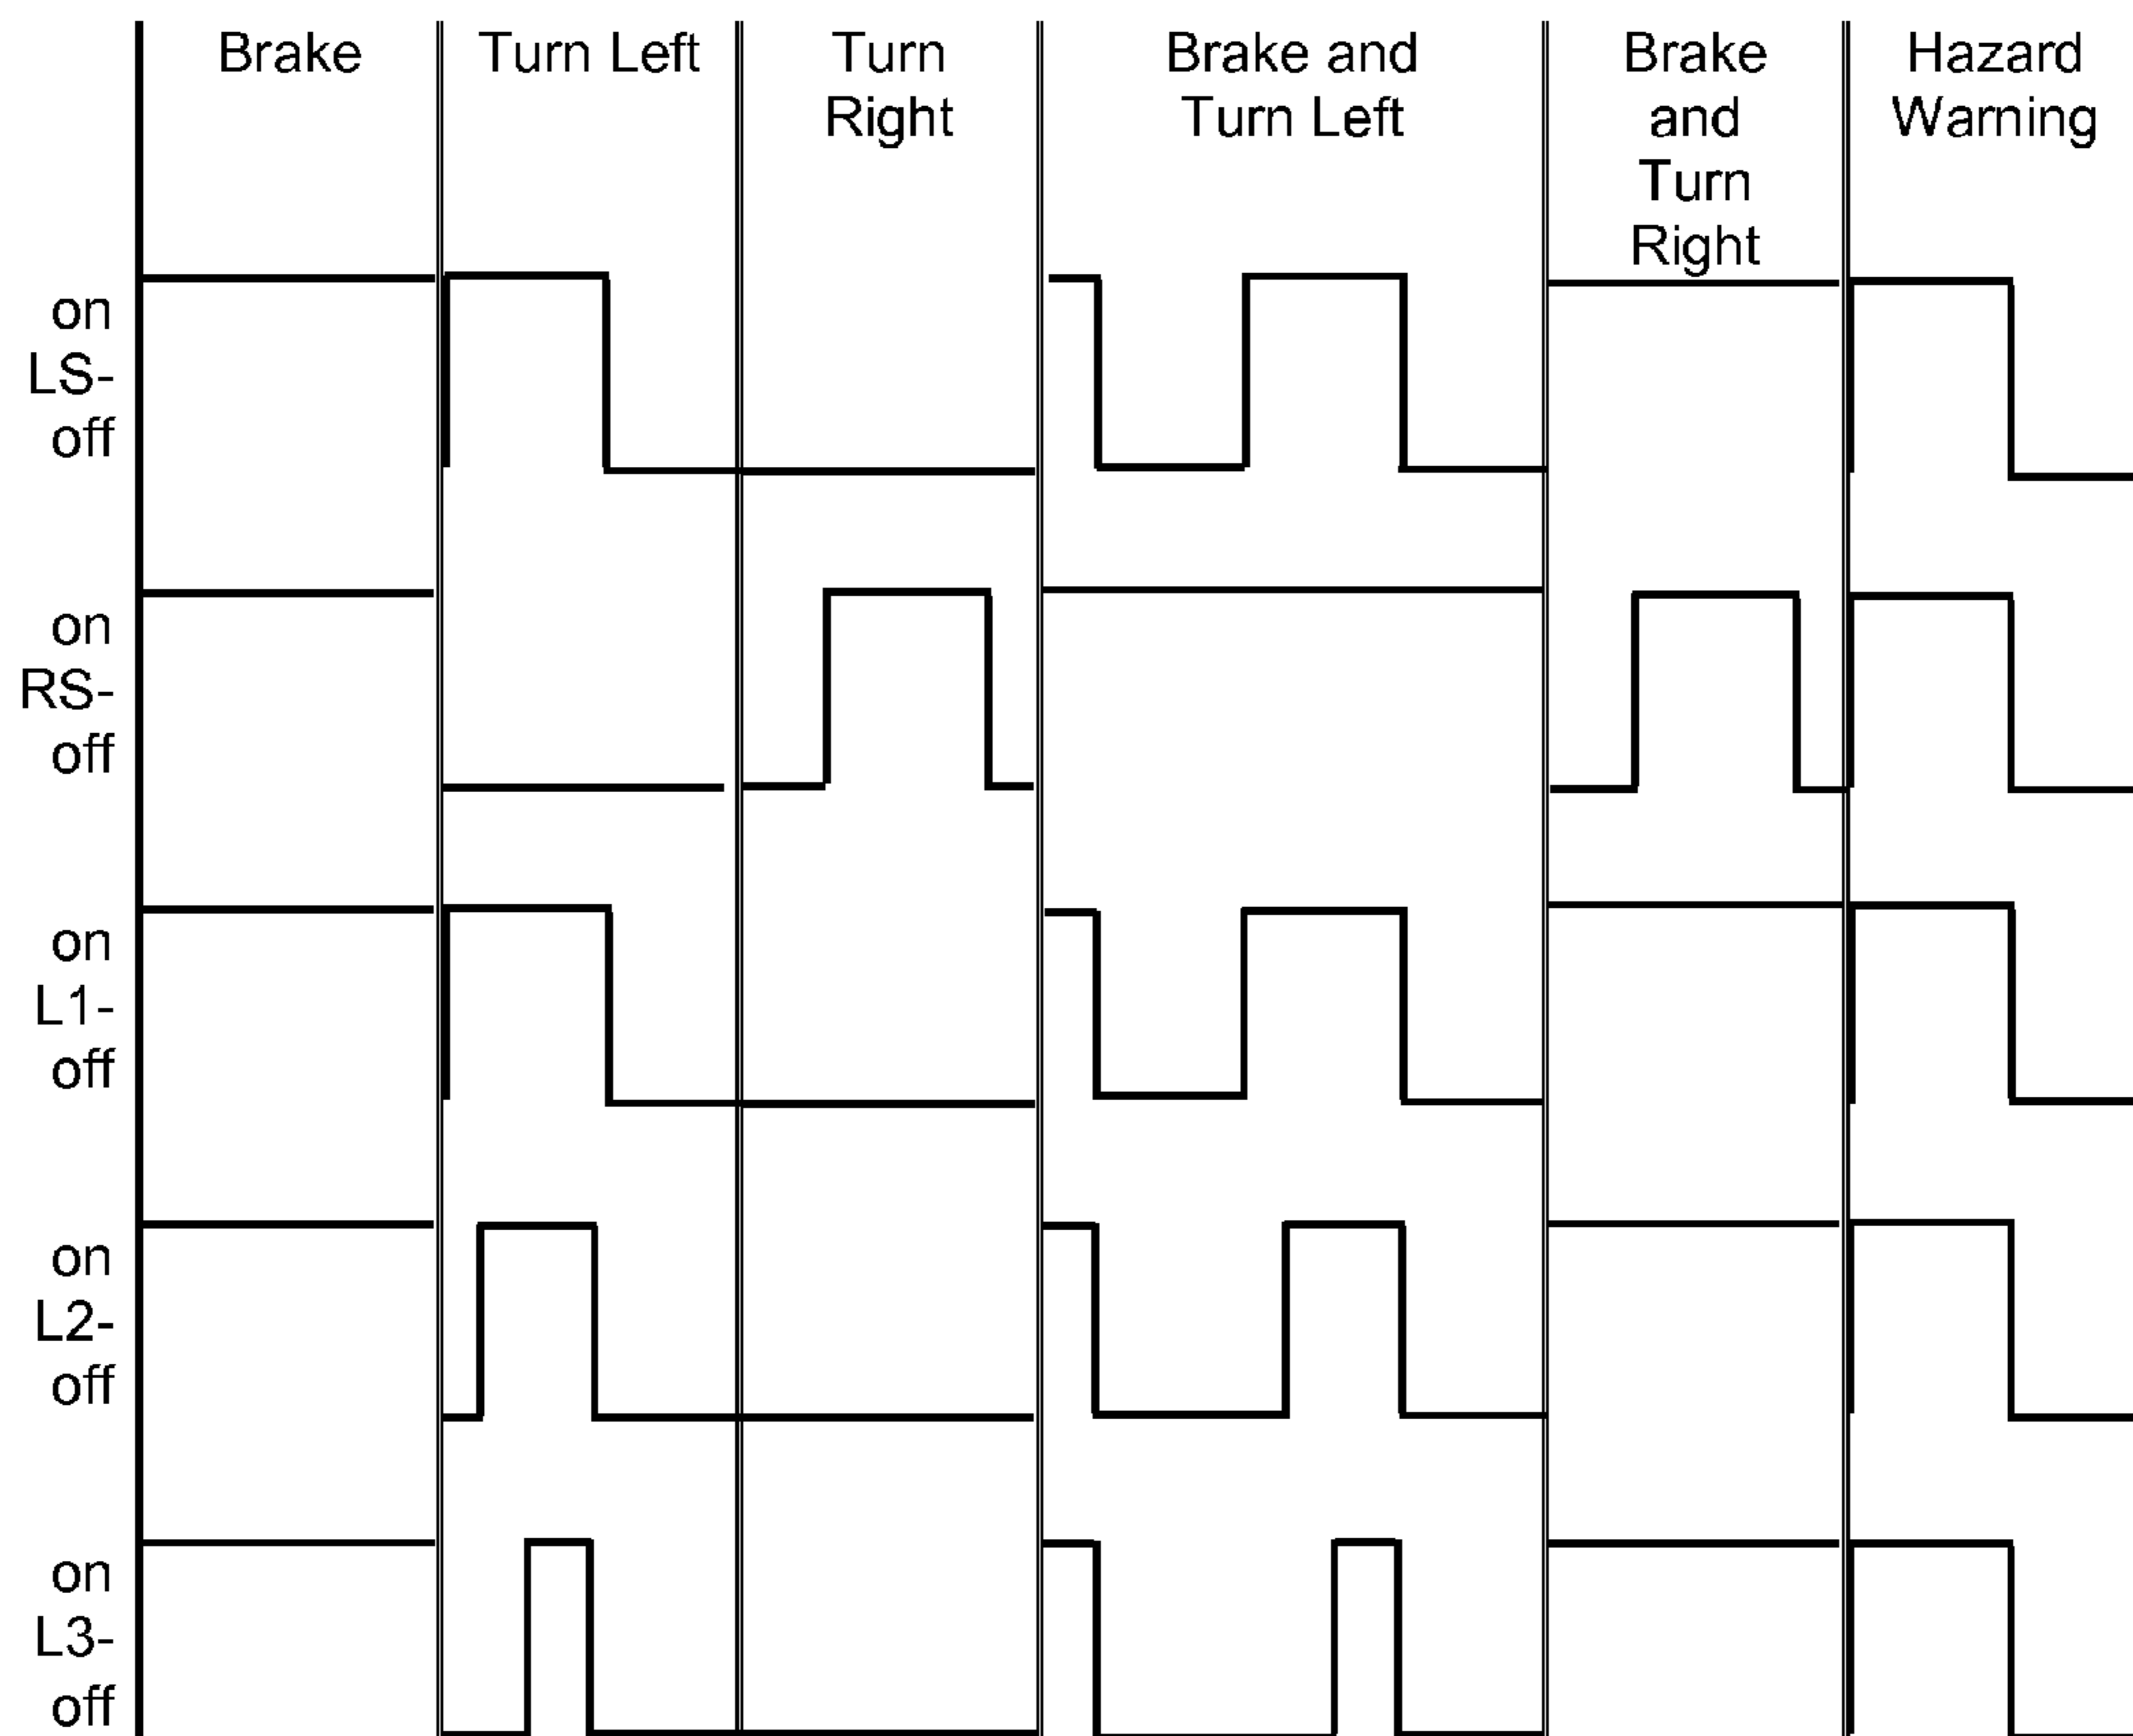 Brake
Turn Left
Turn
Right
Brake and
Turn Left
Brake
and
Turn
Right
Hazard
Warning
on
LS-
off
on
RS-
off
on
L1-
off
on
L2-
off
on
L3-
off